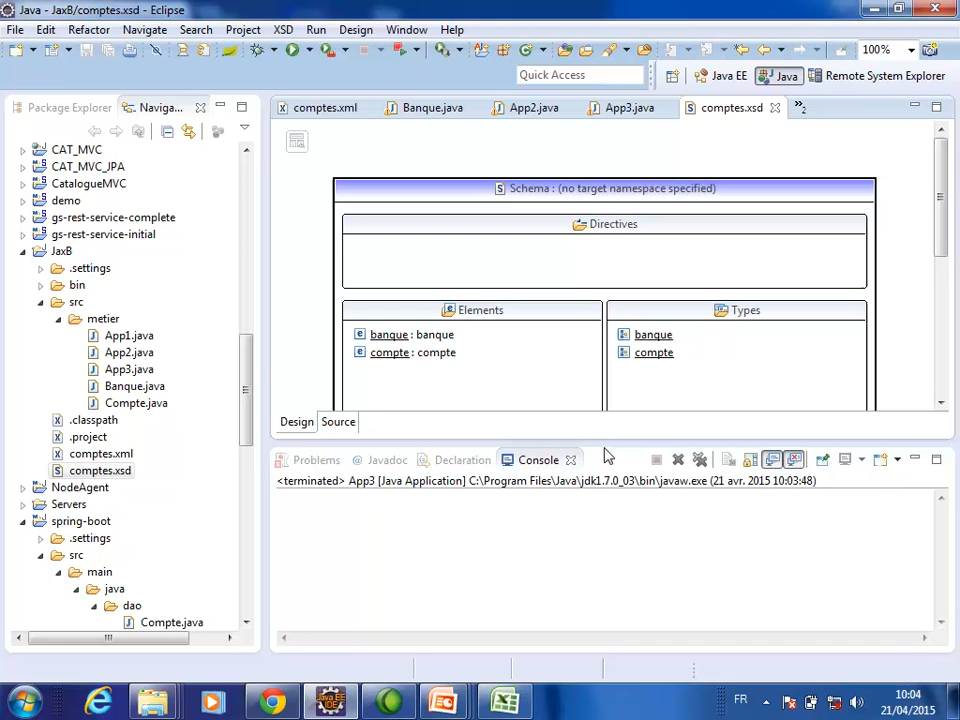 Java - JaxB/comptes.xsd - Eclipse
File Edit Refactor Navigate Search Project XSD Run Design Window Help
100%
Quick Access
Java EE
Java
Remote System Explorer
Package Explorer
Naviga...
comptes.xml
Banque.java
App2.java
App3.java
comptes.xsd
»2
CAT_MVC
CAT_MVC_JPA
CatalogueMVC
demo
gs-rest-service-complete
gs-rest-service-initial
JaxB
.settings
bin
src
metier
App1.java
App2.java
App3.java
Banque.java
Compte.java
.classpath
.project
comptes.xml
comptes.xsd
NodeAgent
Servers
spring-boot
.settings
src
main
java
dao
Compte.java
Schema : (no target namespace specified)
Directives
Elements
banque : banque
compte : compte
Types
banque
compte
Design
Source
Problems
Javadoc
Declaration
Console
<terminated> App3 [Java Application] C:\Program Files\Java\jdk1.7.0_03\bin\javaw.exe (21 avr. 2015 10:03:48)
Java EE
IDE
FR
10:04
21/04/2015